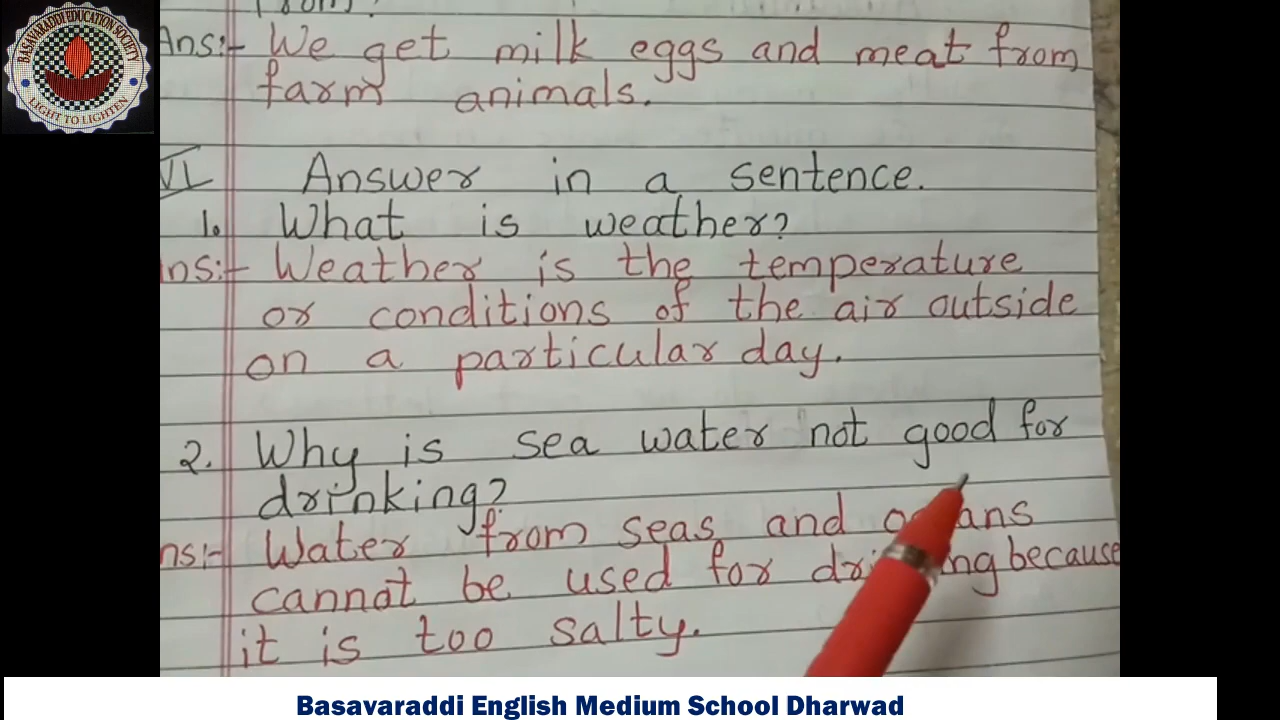 BASAVARADDI EDUCATION SOCIETY
LIGHT TO LIGHTEN
Ans:- We get milk eggs and meat from
farm animals.
VI Answer in a sentence.
1. What is weather?
Ans:- Weather is the temperature
or conditions of the air outside
on a particular day.
2. Why is sea water not good for
drinking?
Ans:- Water from seas and
cannot be used for because
it is too salty.
Basavaraddi English Medium School Dharwad